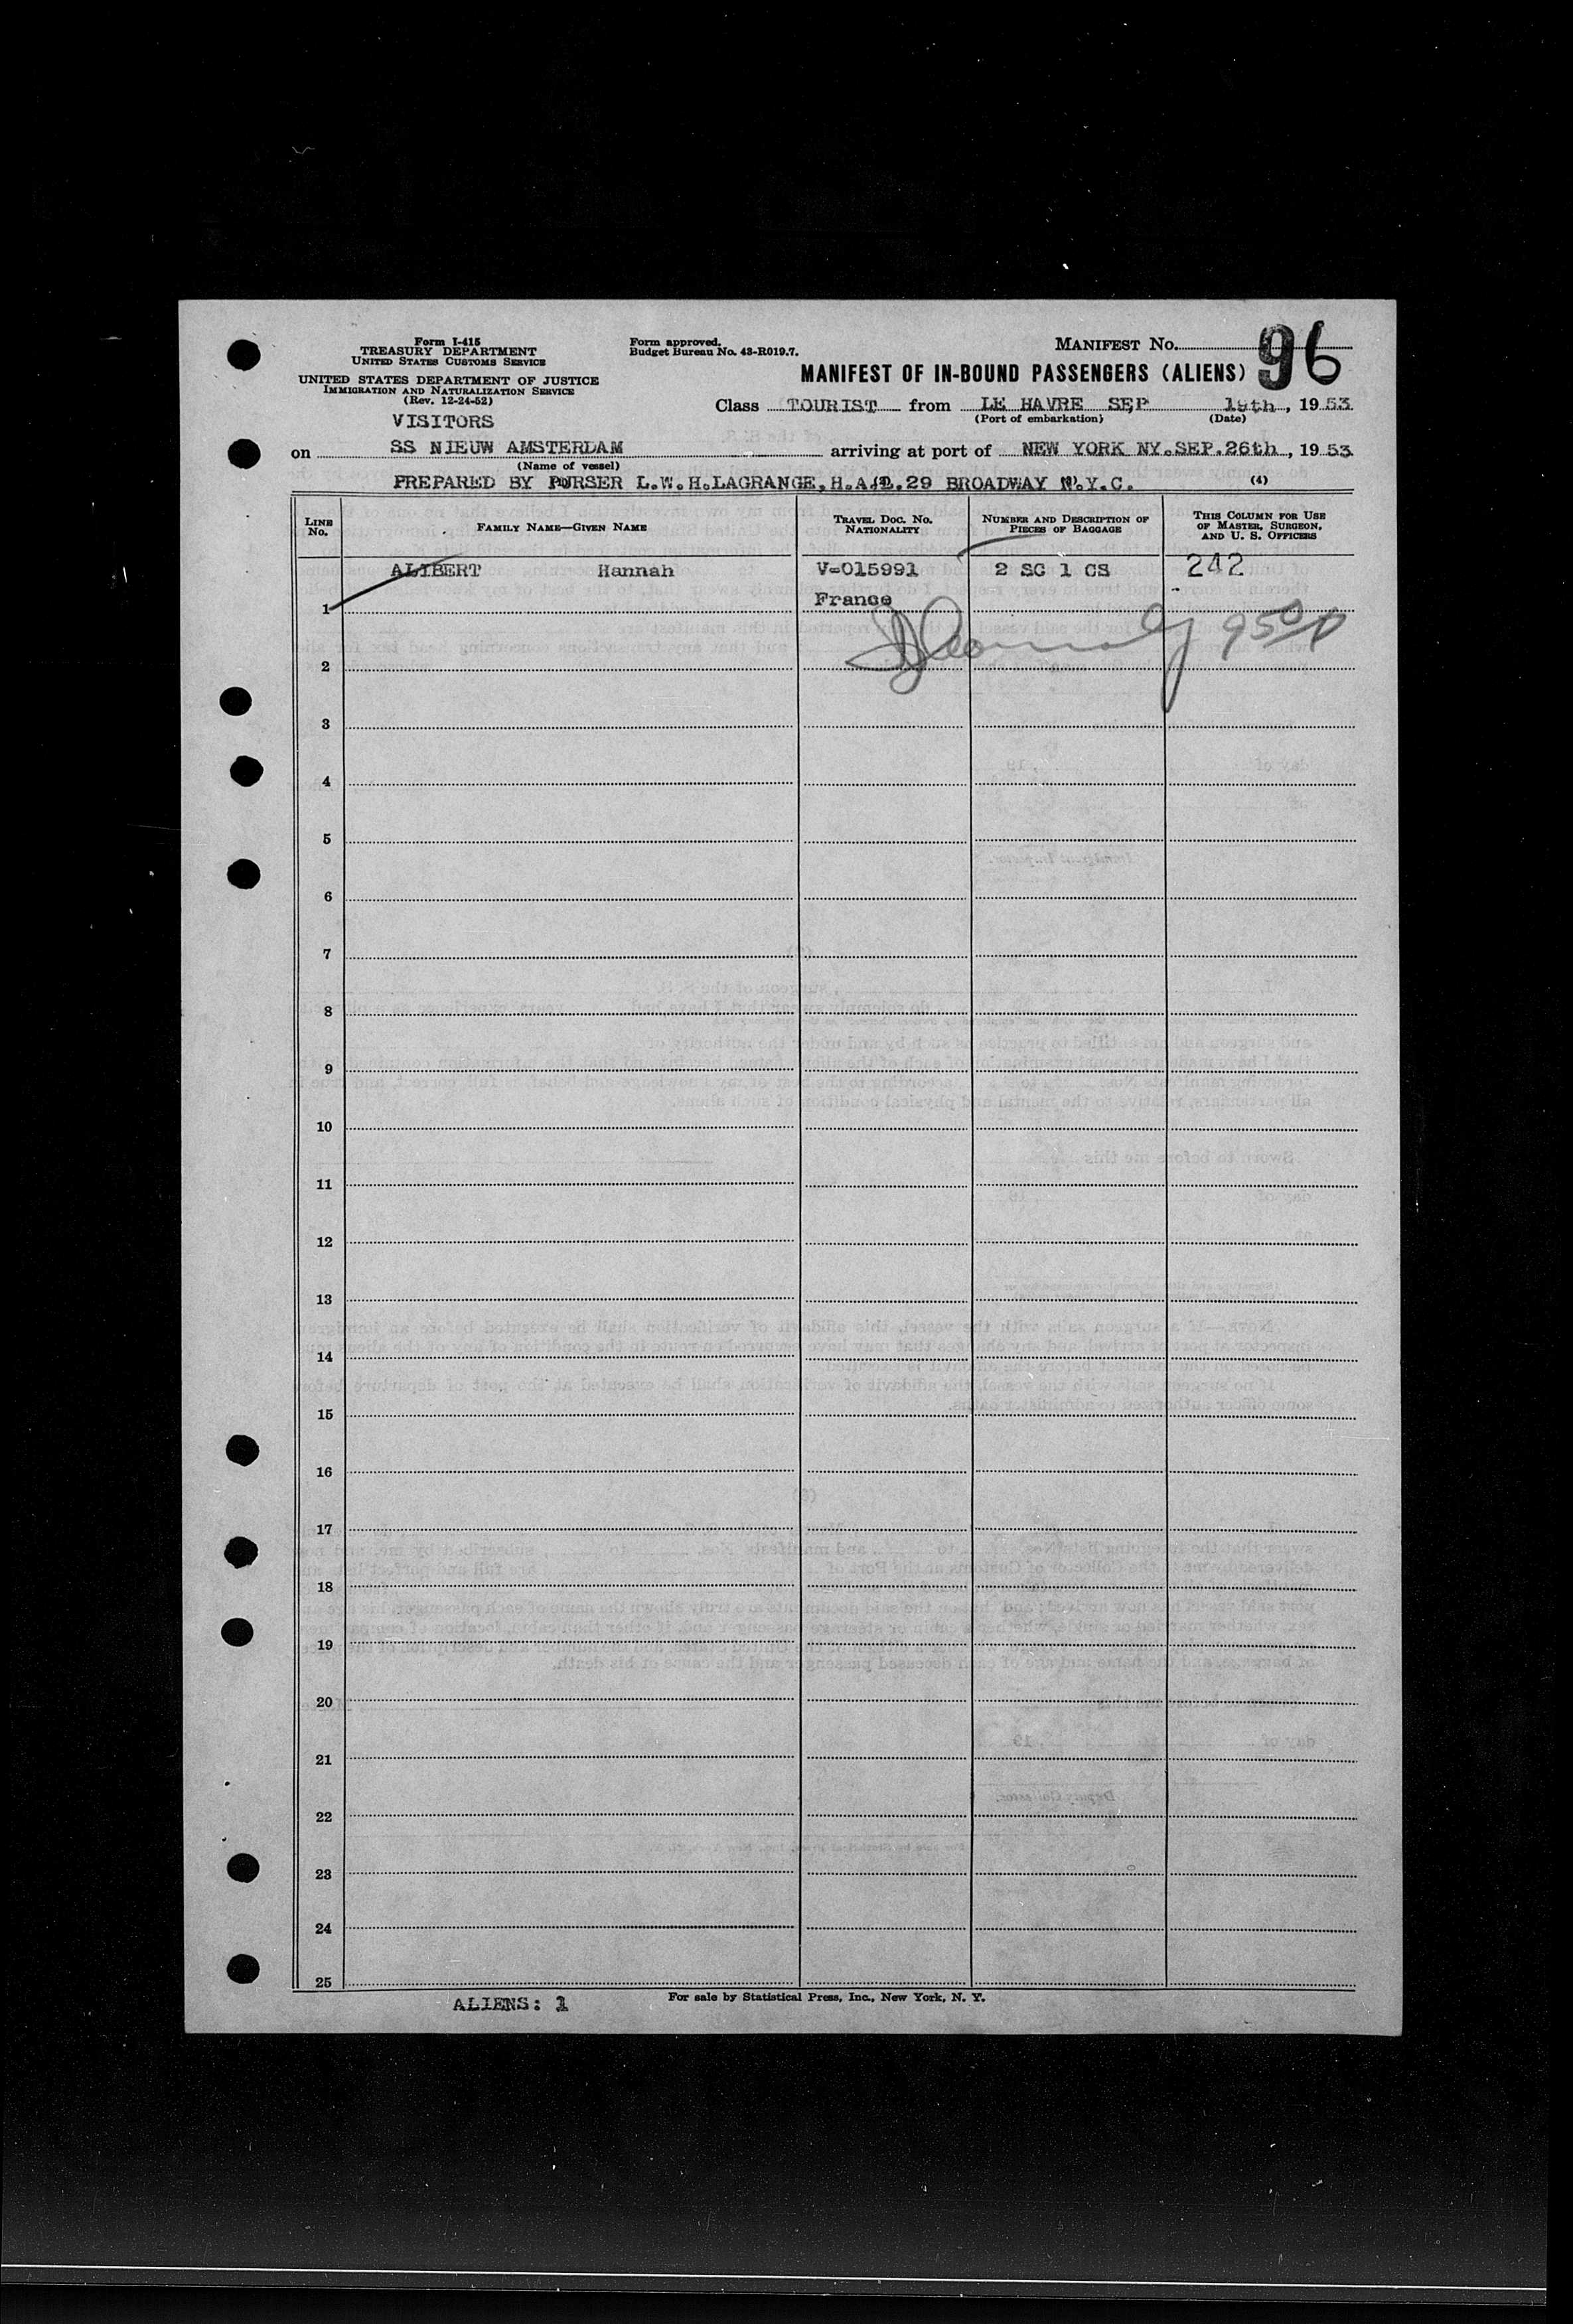 Form I-415
TREASURY DEPARTMENT
UNITED STATES CUSTOMS SERVICE
UNITED STATES DEPARTMENT OF JUSTICE
IMMIGRATION AND NATURALIZATION SERVICE
(Rev. 12-24-52)
VISITORS
Form approved.
Budget Bureau No. 43-R019.7.
MANIFEST No. 96
MANIFEST OF IN-BOUND PASSENGERS (ALIENS)
Class TOURIST from LE HAVRE SEP 19th, 1953
(Port of embarkation) (Date)
on SS NIEUW AMSTERDAM arriving at port of NEW YORK NY.SEP.26th, 1953
(Name of vessel)
PREPARED BY PURSER L.W.H.LAGRANGE, H.A.L. 29 BROADWAY N.Y.C. (4)
LINE No. FAMILY NAME—GIVEN NAME TRAVEL DOC. NO. NATIONALITY NUMBER AND DESCRIPTION OF PIECES OF BAGGAGE THIS COLUMN FOR USE OF MASTER, SURGEON, AND U. S. OFFICERS
ALIBERT Hannah V-015991 2 SC 1 CS 242
1 France
2
3
4
5
6
7
8
9
10
11
12
13
14
15
16
17
18
19
20
21
22
23
24
25
ALIENS: 1
For sale by Statistical Press, Inc., New York, N. Y.